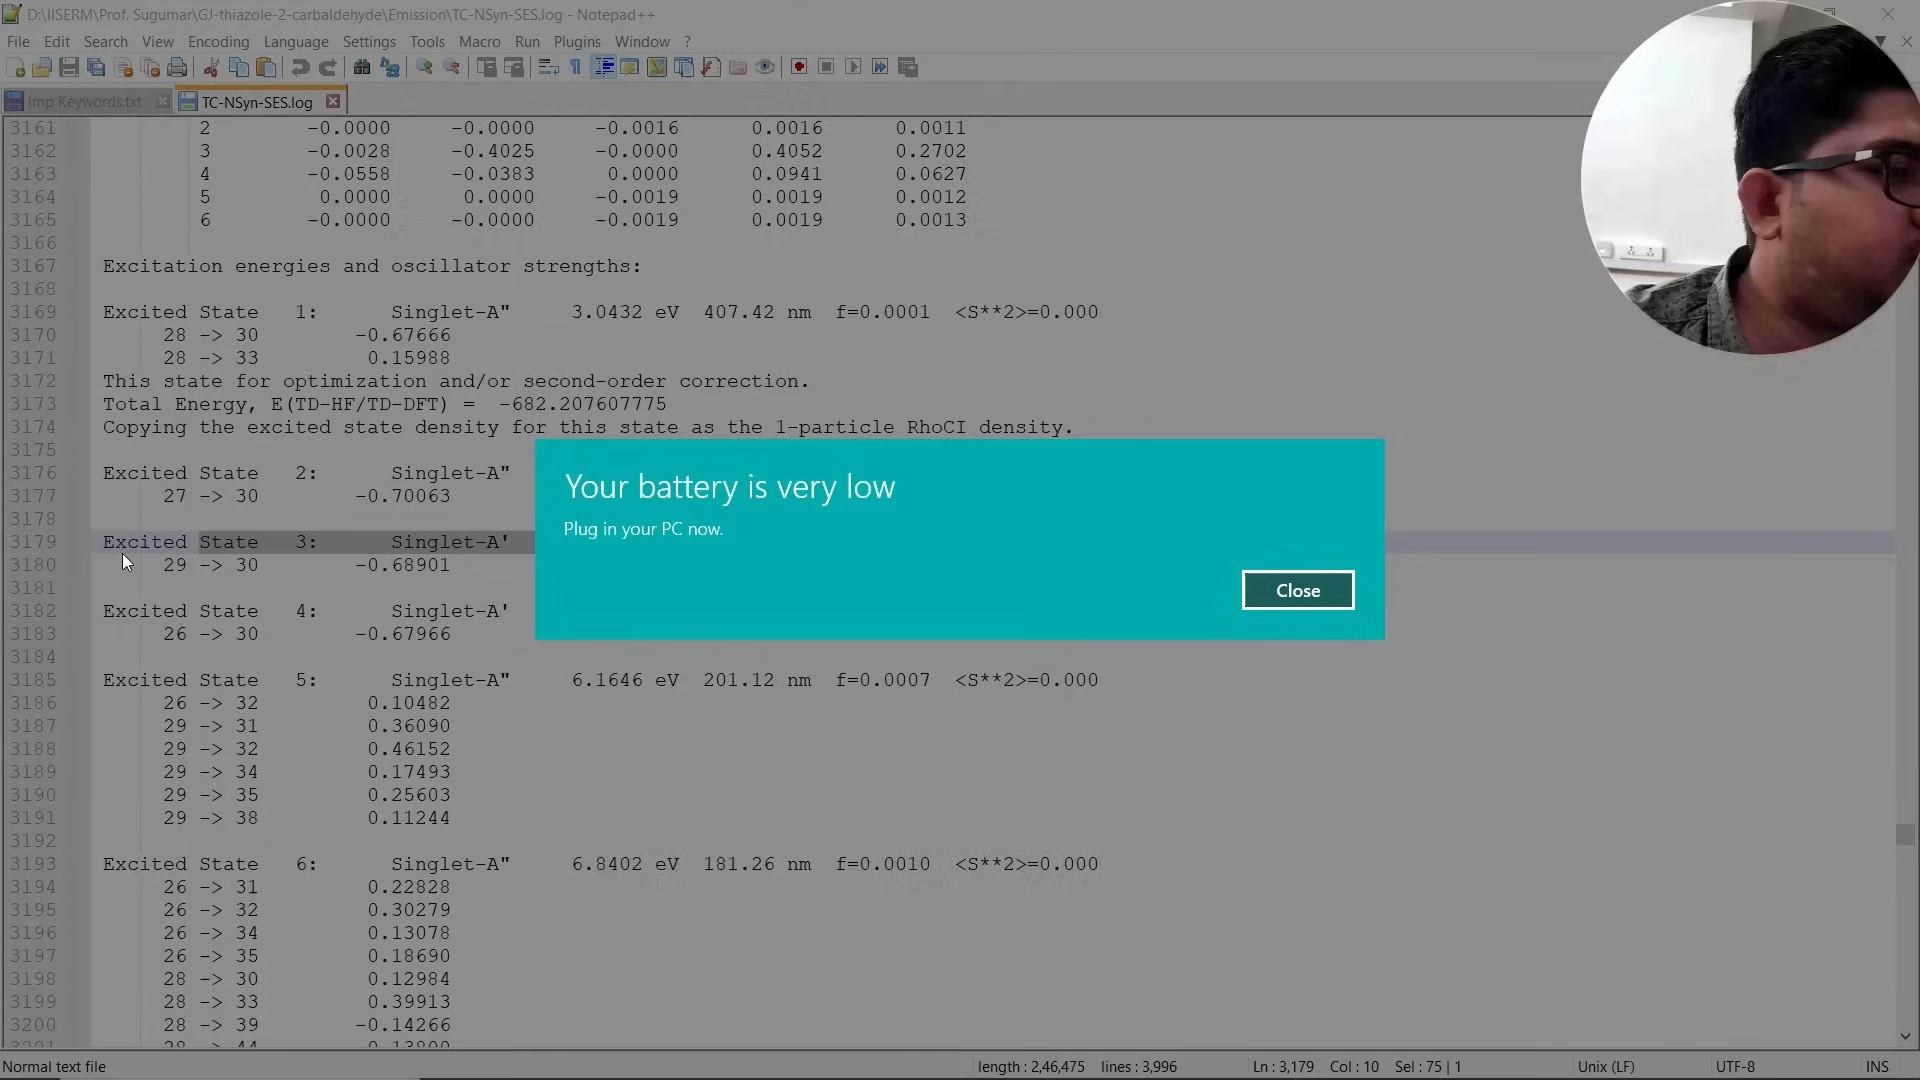 D:\IISERM\Prof. Sugumar\GJ-thiazole-2-carbaldehyde\Emission\TC-NSyn-SES.log - Notepad++
File Edit Search View Encoding Language Settings Tools Macro Run Plugins Window ?
Imp Keywords.txt TC-NSyn-SES.log
3161 2 -0.0000 -0.0000 -0.0016 0.0016 0.0011
3162 3 -0.0028 -0.4025 -0.0000 0.4052 0.2702
3163 4 -0.0558 -0.0383 0.0000 0.0941 0.0627
3164 5 0.0000 0.0000 -0.0019 0.0019 0.0012
3165 6 -0.0000 -0.0000 -0.0019 0.0019 0.0013
3166
3167 Excitation energies and oscillator strengths:
3168
3169 Excited State 1: Singlet-A" 3.0432 eV 407.42 nm f=0.0001 <S**2>=0.000
3170 28 -> 30 -0.67666
3171 28 -> 33 0.15988
3172 This state for optimization and/or second-order correction.
3173 Total Energy, E(TD-HF/TD-DFT) = -682.207607775
3174 Copying the excited state density for this state as the 1-particle RhoCI density.
3175
3176 Excited State 2: Singlet-A"
3177 27 -> 30 -0.70063
3178
3179 Excited State 3: Singlet-A'
3180 29 -> 30 -0.68901
3181
3182 Excited State 4: Singlet-A'
3183 26 -> 30 -0.67966
3184
Your battery is very low
Plug in your PC now.
Close
3185 Excited State 5: Singlet-A" 6.1646 eV 201.12 nm f=0.0007 <S**2>=0.000
3186 26 -> 32 0.10482
3187 29 -> 31 0.36090
3188 29 -> 32 0.46152
3189 29 -> 34 0.17493
3190 29 -> 35 0.25603
3191 29 -> 38 0.11244
3192
3193 Excited State 6: Singlet-A" 6.8402 eV 181.26 nm f=0.0010 <S**2>=0.000
3194 26 -> 31 0.22828
3195 26 -> 32 0.30279
3196 26 -> 34 0.13078
3197 26 -> 35 0.18690
3198 28 -> 30 0.12984
3199 28 -> 33 0.39913
3200 28 -> 39 -0.14266
Normal text file length : 2,46,475 lines : 3,996 Ln : 3,179 Col : 10 Sel : 75 | 1 Unix (LF) UTF-8 INS